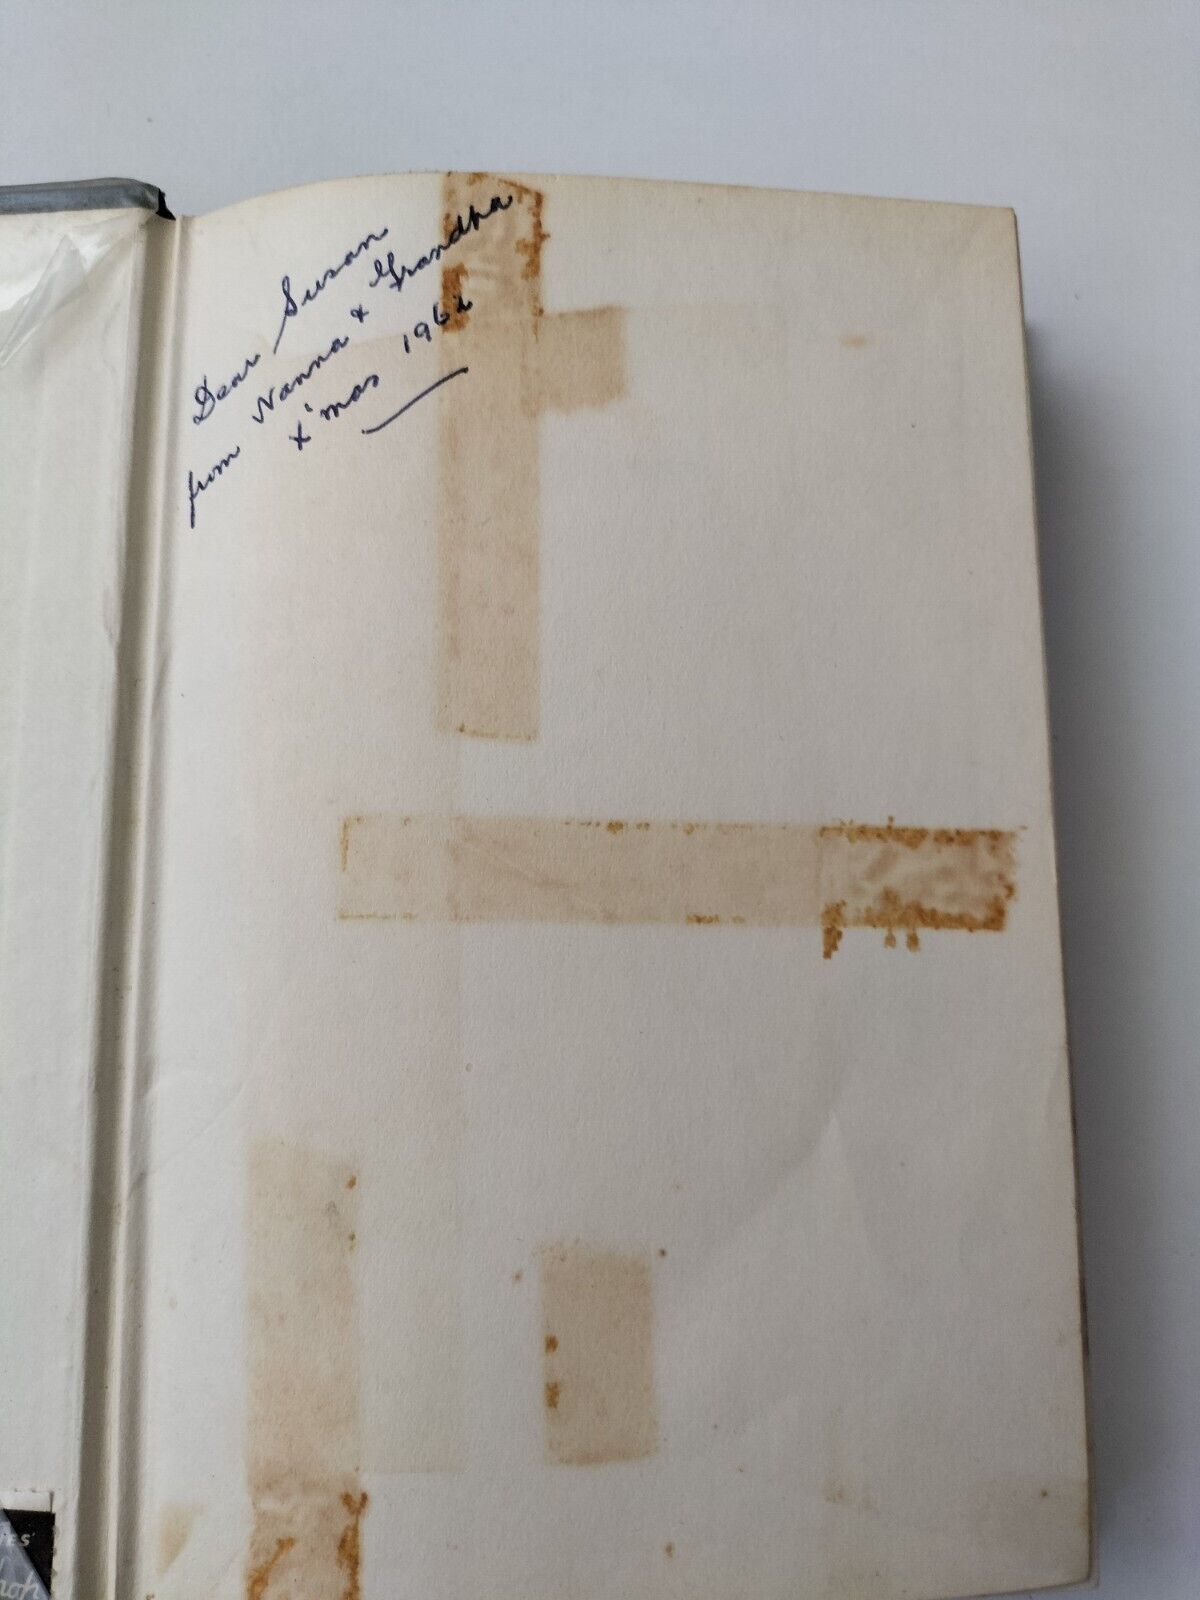 Dear Susan
from Nanna & Grandpa
X'mas 1962